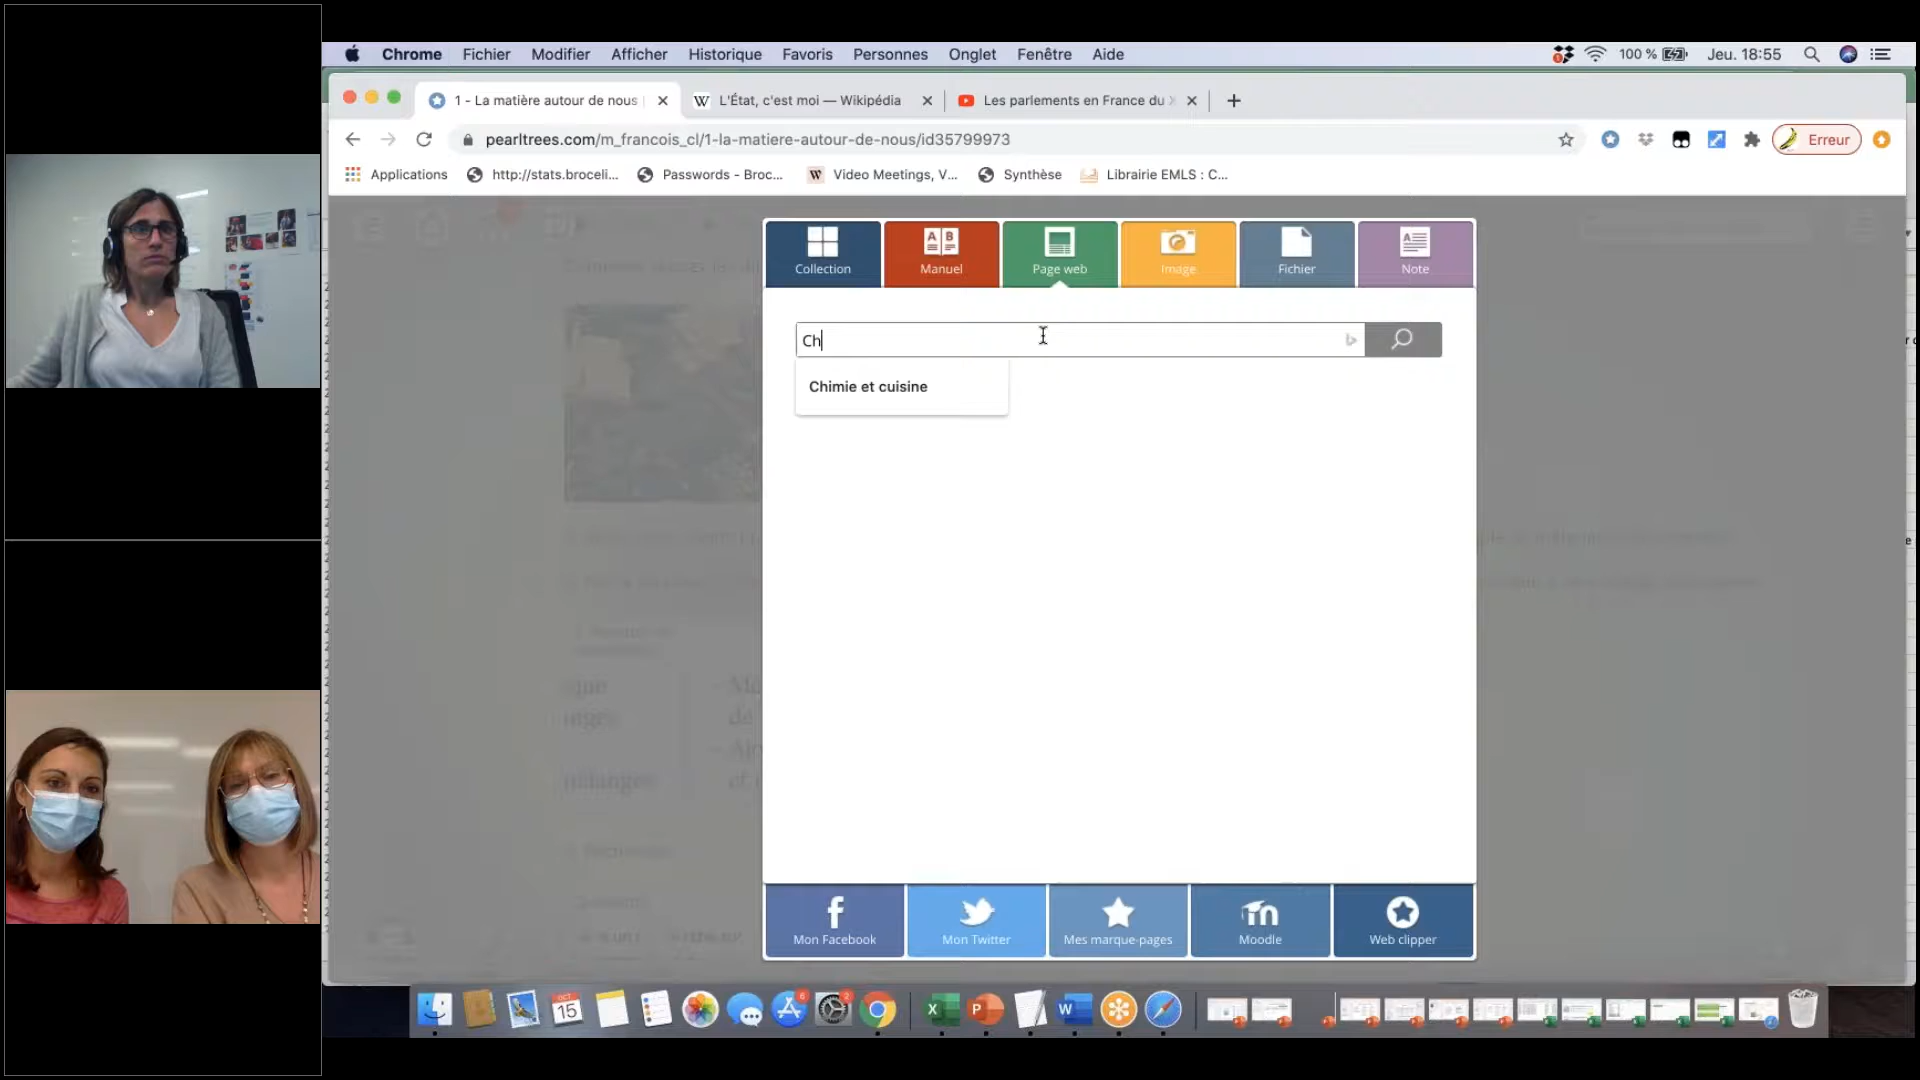 Chrome Fichier Modifier Afficher Historique Favoris Personnes Onglet Fenêtre Aide 100 % Jeu. 18:55
1 - La matière autour de nous L'État, c'est moi — Wikipédia Les parlements en France du X
pearltrees.com/m_francois_cl/1-la-matiere-autour-de-nous/id35799973 Erreur
Applications http://stats.broceli... Passwords - Broc... Video Meetings, V... Synthèse Librairie EMLS : C...
Collection Manuel Page web Image Fichier Note
Ch
Chimie et cuisine
Mon Facebook Mon Twitter Mes marque-pages Moodle Web clipper
OCT
15